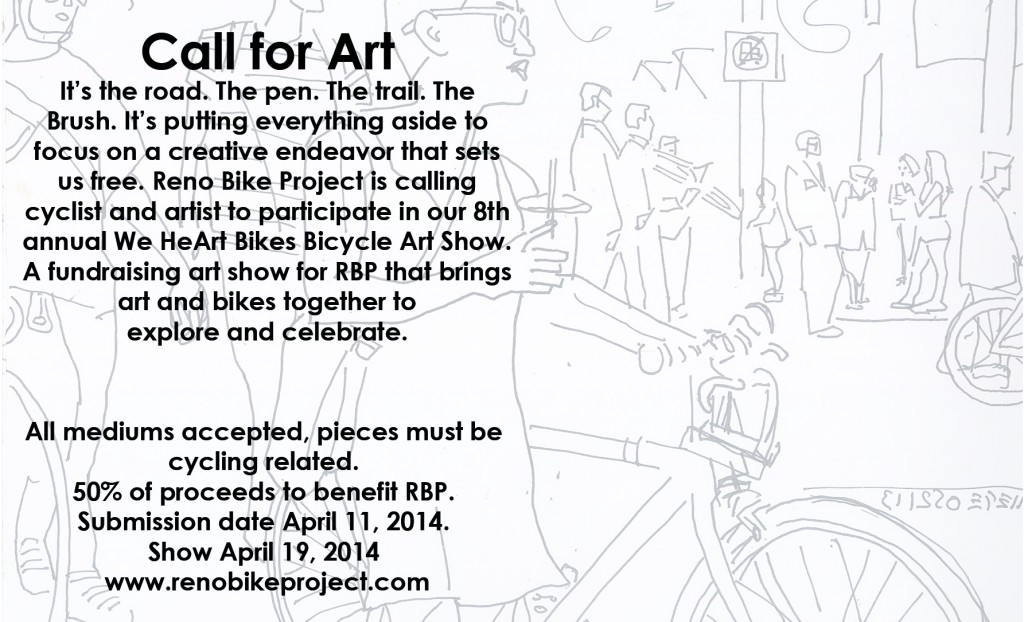 Call for Art
It's the road. The pen. The trail. The
Brush. It's putting everything aside to
focus on a creative endeavor that sets
us free. Reno Bike Project is calling
cyclist and artist to participate in our 8th
annual We HeArt Bikes Bicycle Art Show.
A fundraising art show for RBP that brings
art and bikes together to
explore and celebrate.
All mediums accepted, pieces must be
cycling related.
50% of proceeds to benefit RBP.
Submission date April 11, 2014.
Show April 19, 2014
www.renobikeproject.com